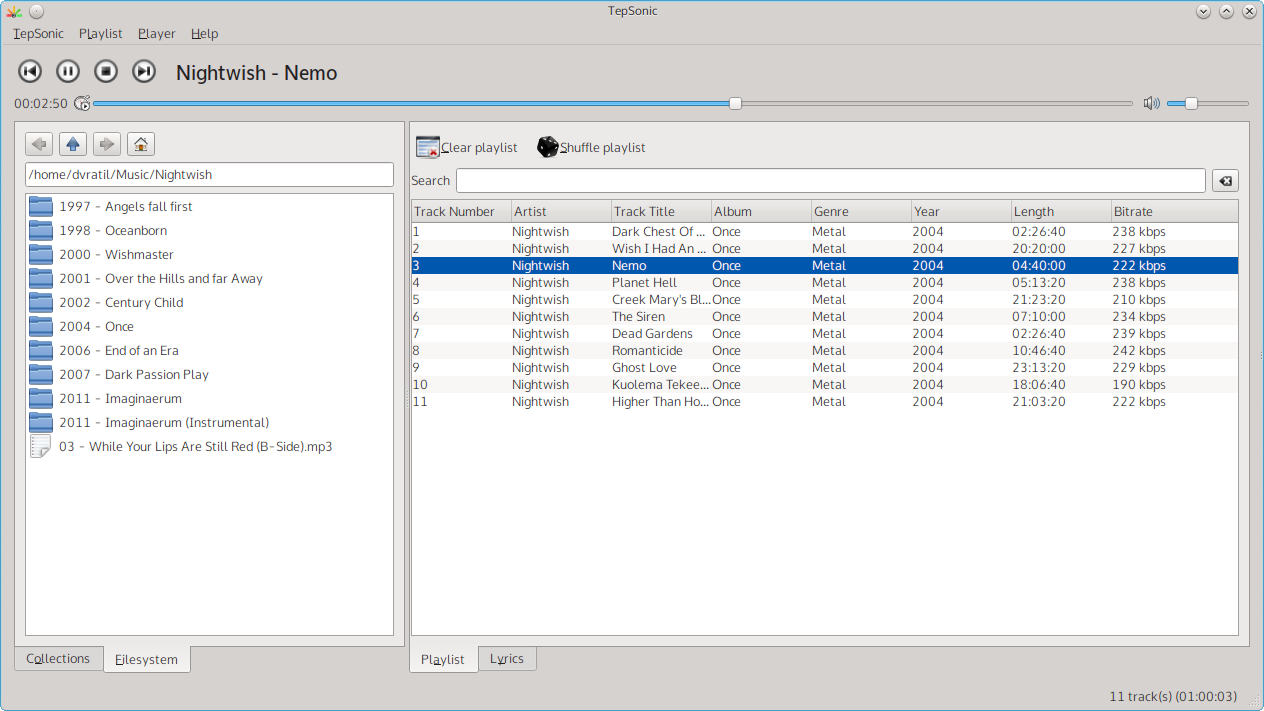 TepSonic
TepSonic Playlist Player Help
Nightwish - Nemo
00:02:50
/home/dvratil/Music/Nightwish
1997 - Angels fall first
1998 - Oceanborn
2000 - Wishmaster
2001 - Over the Hills and far Away
2002 - Century Child
2004 - Once
2006 - End of an Era
2007 - Dark Passion Play
2011 - Imaginaerum
2011 - Imaginaerum (Instrumental)
03 - While Your Lips Are Still Red (B-Side).mp3
Collections Filesystem
Clear playlist Shuffle playlist
Search
Track Number Artist Track Title Album Genre Year Length Bitrate
1 Nightwish Dark Chest Of ... Once Metal 2004 02:26:40 238 kbps
2 Nightwish Wish I Had An ... Once Metal 2004 20:20:00 227 kbps
3 Nightwish Nemo Once Metal 2004 04:40:00 222 kbps
4 Nightwish Planet Hell Once Metal 2004 05:13:20 238 kbps
5 Nightwish Creek Mary's Bl... Once Metal 2004 21:23:20 210 kbps
6 Nightwish The Siren Once Metal 2004 07:10:00 234 kbps
7 Nightwish Dead Gardens Once Metal 2004 02:26:40 239 kbps
8 Nightwish Romanticide Once Metal 2004 10:46:40 242 kbps
9 Nightwish Ghost Love Once Metal 2004 23:13:20 229 kbps
10 Nightwish Kuolema Tekee... Once Metal 2004 18:06:40 190 kbps
11 Nightwish Higher Than Ho... Once Metal 2004 21:03:20 222 kbps
Playlist Lyrics
11 track(s) (01:00:03)